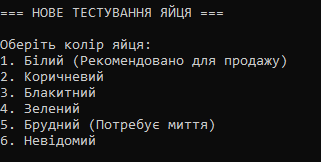 === НОВЕ ТЕСТУВАННЯ ЯЙЦЯ ===
Оберіть колір яйця:
1. Білий (Рекомендовано для продажу)
2. Коричневий
3. Блакитний
4. Зелений
5. Брудний (Потребує миття)
6. Невідомий